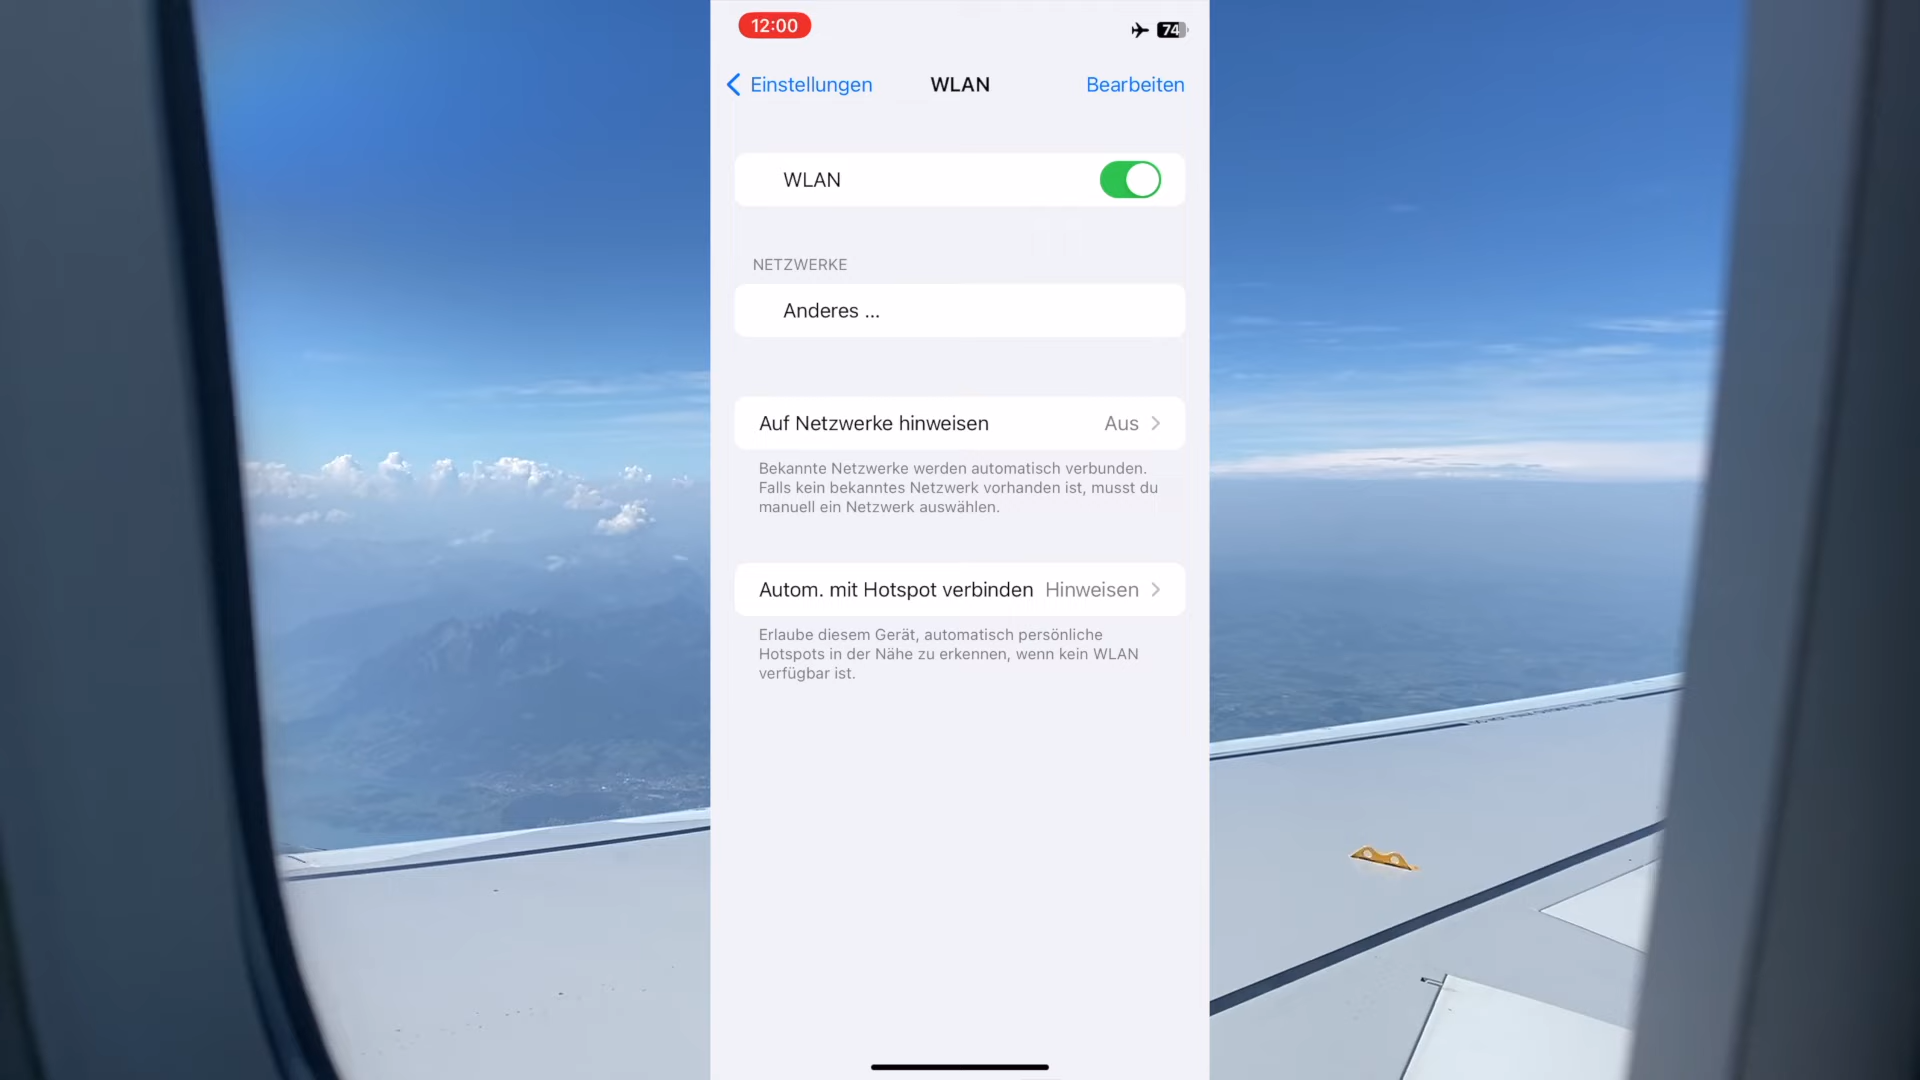 12:00
74
Einstellungen
WLAN
Bearbeiten
WLAN
NETZWERKE
Anderes ...
Auf Netzwerke hinweisen Aus
Bekannte Netzwerke werden automatisch verbunden.
Falls kein bekanntes Netzwerk vorhanden ist, musst du
manuell ein Netzwerk auswählen.
Autom. mit Hotspot verbinden Hinweisen
Erlaube diesem Gerät, automatisch persönliche
Hotspots in der Nähe zu erkennen, wenn kein WLAN
verfügbar ist.